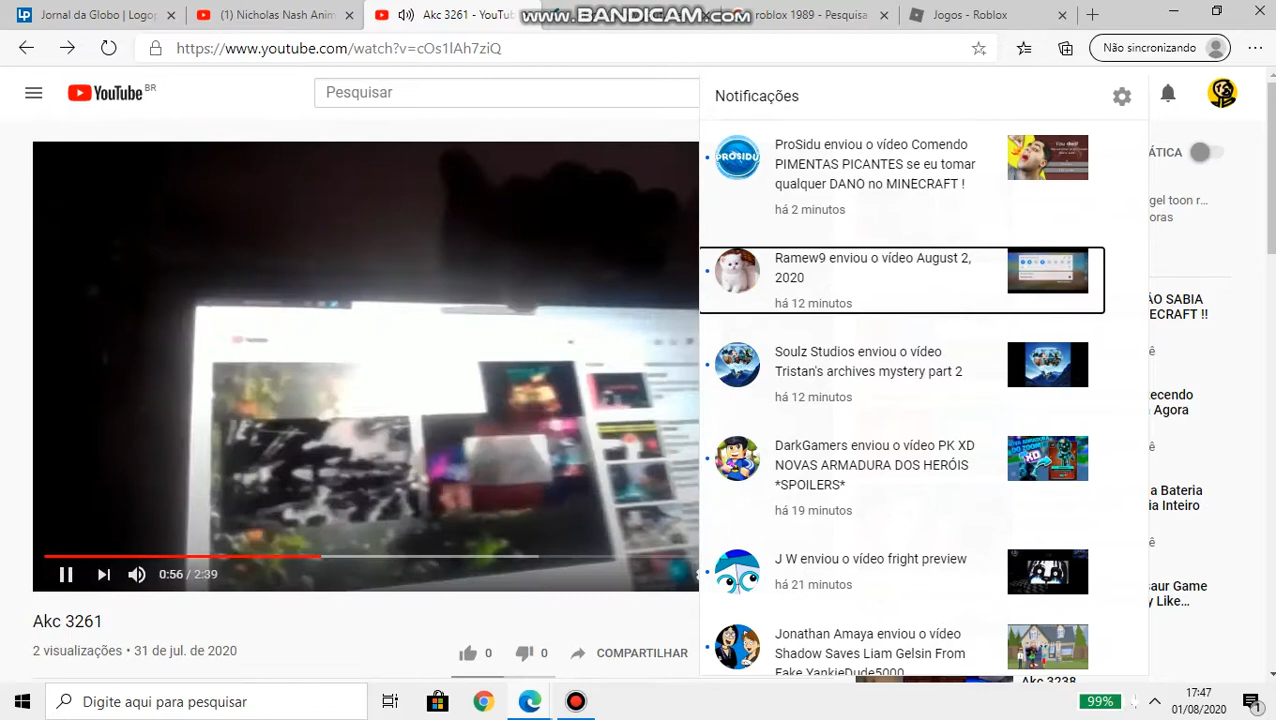 (1) Nickelodeon Nash Anim
Akc 3261 - YouTub
www.BANDICAM.com
roblox 1989 - Pesquis
Logos - Roblox
https://www.youtube.com/watch?v=cOs1lAh7ziQ
Não sincronizando
YouTube BR
Pesquisar
Notificações
ProSidu enviou o vídeo Comendo
PIMENTAS PICANTES se eu tomar
qualquer DANO no MINECRAFT !
há 2 minutos
Ramew9 enviou o vídeo August 2,
2020
há 12 minutos
Soulz Studios enviou o vídeo
Tristan's archives mystery part 2
há 12 minutos
DarkGamers enviou o vídeo PK XD
NOVAS ARMADURA DOS HERÓIS
*SPOILERS*
há 19 minutos
J W enviou o vídeo fright preview
há 21 minutos
Jonathan Amaya enviou o vídeo
Shadow Saves Liam Gelsin From
Fake YankieDude5000
PROSIDU
ÁTICA
gel toon r...
oras
ÃO SABIA
ECRAFT !!
ê
ecendo
Agora
ê
a Bateria
ia Inteiro
ê
saur Game
y Like...
Akc 3238
0:56 / 2:39
Akc 3261
2 visualizações • 31 de jul. de 2020
0
0
COMPARTILHAR
Digite aqui para pesquisar
99%
17:47
01/08/2020
1